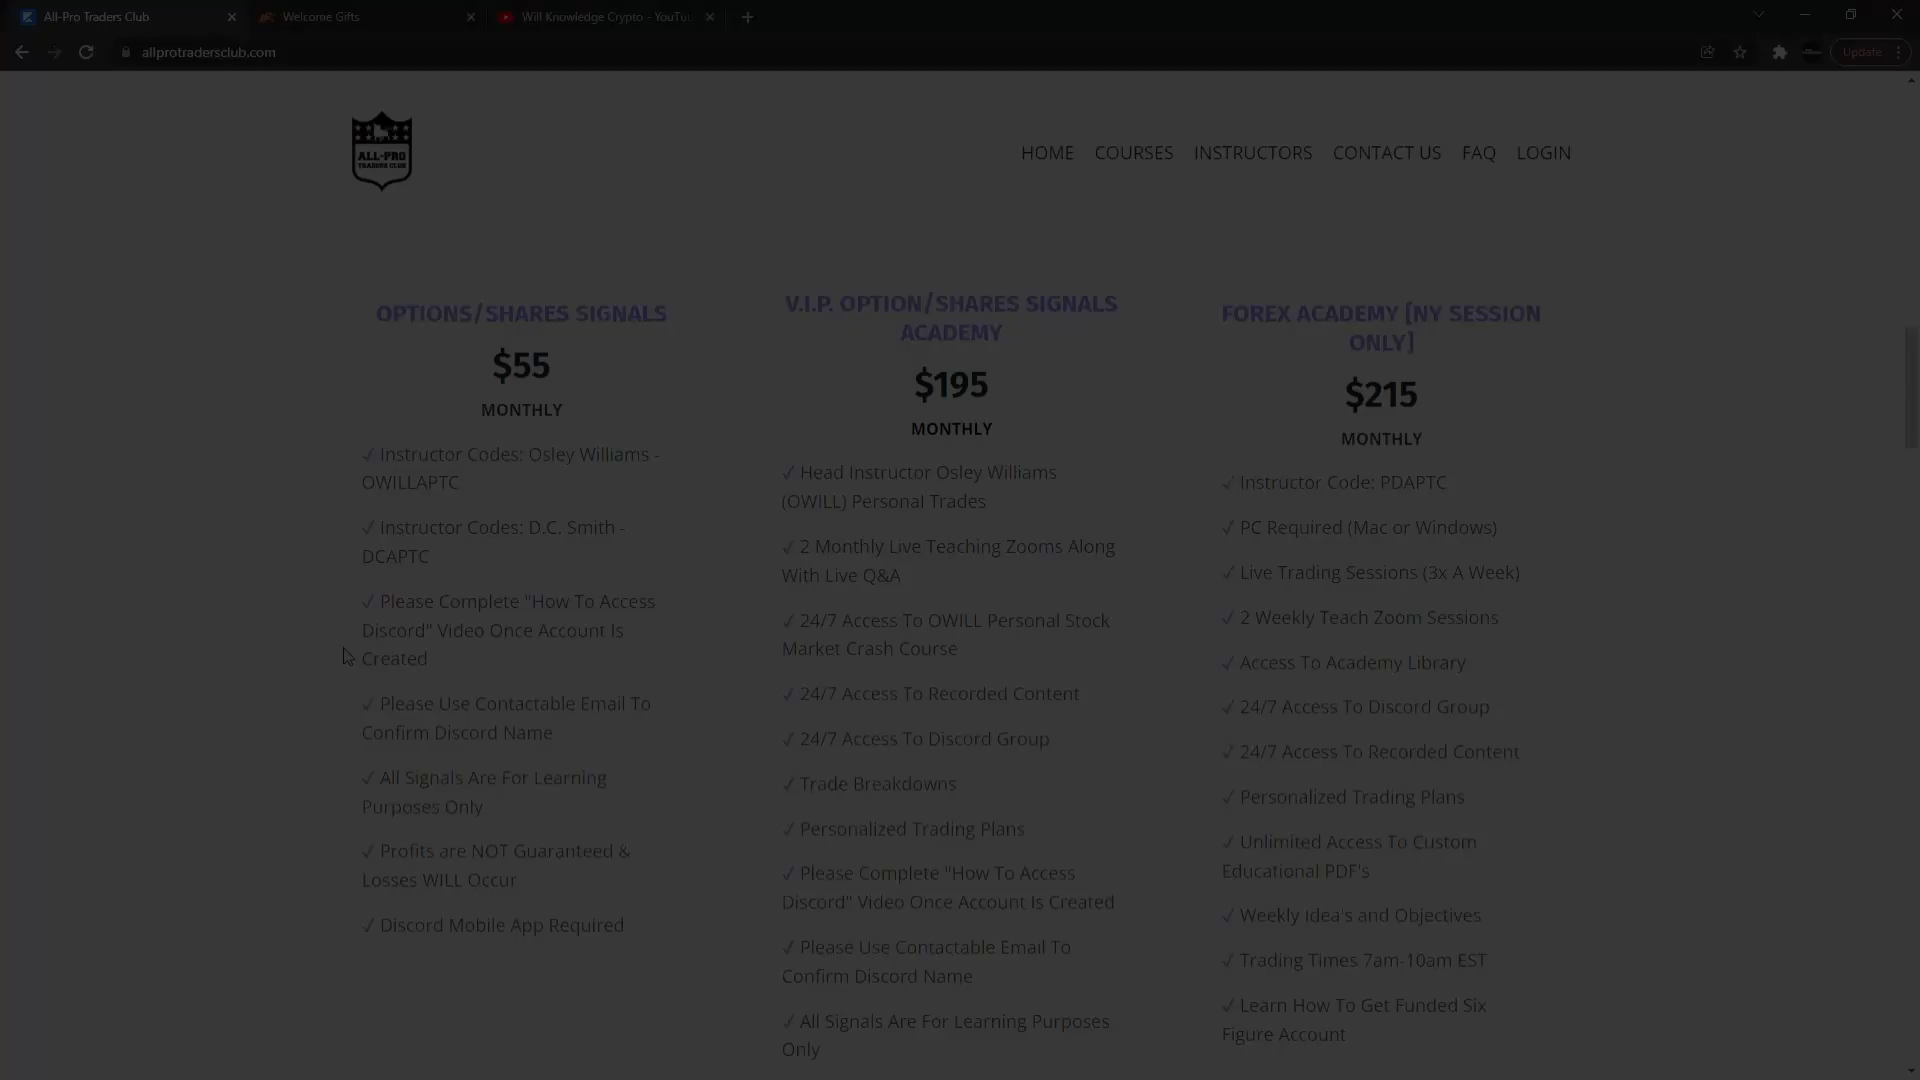 All-Pro Traders Club
Welcome Gifts
Will Knowledge Crypto - YouTu
allprotradersclub.com
Update
ALL-PRO
TRADERS CLUB
HOME COURSES INSTRUCTORS CONTACT US FAQ LOGIN
OPTIONS/SHARES SIGNALS
$55
MONTHLY
✓ Instructor Codes: Osley Williams -
OWILLAPTC
✓ Instructor Codes: D.C. Smith -
DCAPTC
✓ Please Complete "How To Access
Discord" Video Once Account Is
Created
✓ Please Use Contactable Email To
Confirm Discord Name
✓ All Signals Are For Learning
Purposes Only
✓ Profits are NOT Guaranteed &
Losses WILL Occur
✓ Discord Mobile App Required
V.I.P. OPTION/SHARES SIGNALS
ACADEMY
$195
MONTHLY
✓ Head Instructor Osley Williams
(OWILL) Personal Trades
✓ 2 Monthly Live Teaching Zooms Along
With Live Q&A
✓ 24/7 Access To OWILL Personal Stock
Market Crash Course
✓ 24/7 Access To Recorded Content
✓ 24/7 Access To Discord Group
✓ Trade Breakdowns
✓ Personalized Trading Plans
✓ Please Complete "How To Access
Discord" Video Once Account Is Created
✓ Please Use Contactable Email To
Confirm Discord Name
✓ All Signals Are For Learning Purposes
Only
FOREX ACADEMY [NY SESSION
ONLY]
$215
MONTHLY
✓ Instructor Code: PDAPTC
✓ PC Required (Mac or Windows)
✓ Live Trading Sessions (3x A Week)
✓ 2 Weekly Teach Zoom Sessions
✓ Access To Academy Library
✓ 24/7 Access To Discord Group
✓ 24/7 Access To Recorded Content
✓ Personalized Trading Plans
✓ Unlimited Access To Custom
Educational PDF's
✓ Weekly Idea's and Objectives
✓ Trading Times 7am-10am EST
✓ Learn How To Get Funded Six
Figure Account